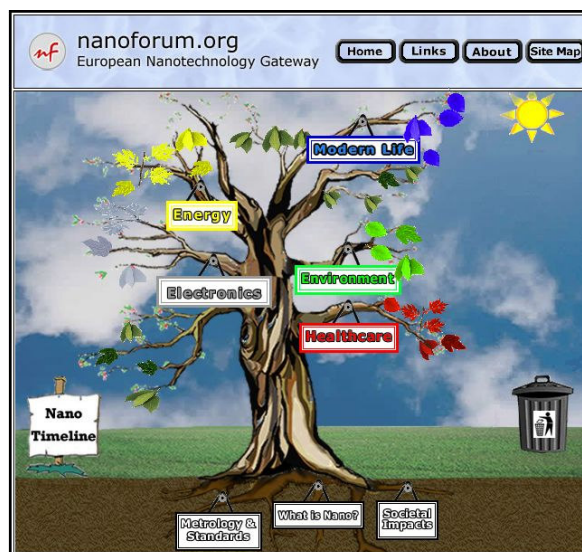 nf
nanoforum.org
European Nanotechnology Gateway
Home
Links
About
Site Map
Modern Life
Energy
Environment
Electronics
Healthcare
Nano
Timeline
Metrology &
Standards
What is Nano?
Societal
Impacts